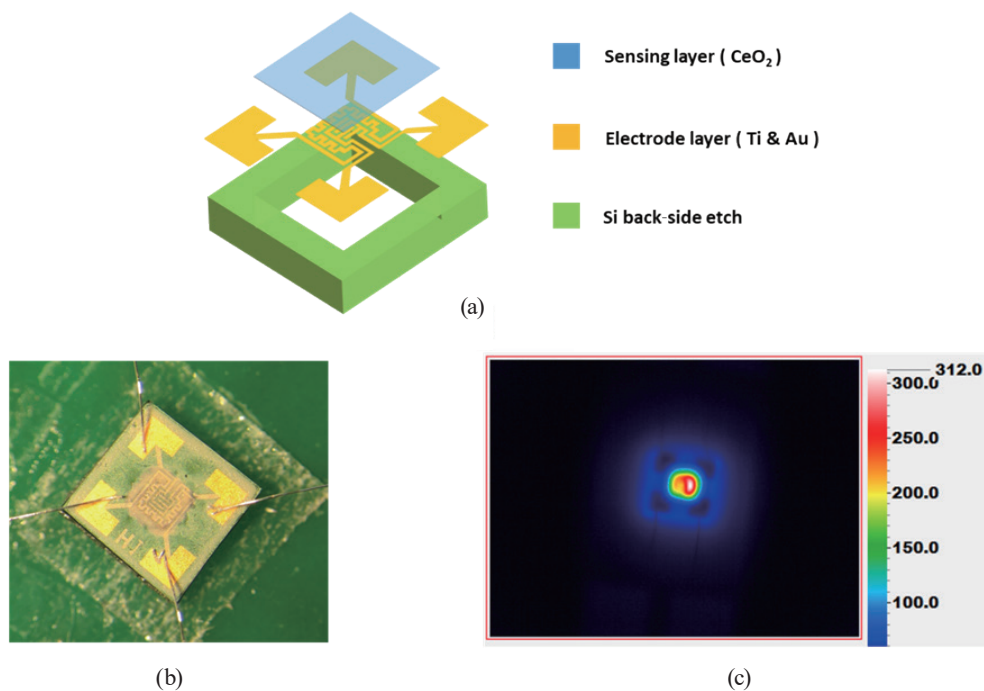 Sensing layer ( CeO₂ )
Electrode layer ( Ti & Au )
Si back-side etch
(a)
312.0
300.0
250.0
200.0
150.0
100.0
(b)
(c)